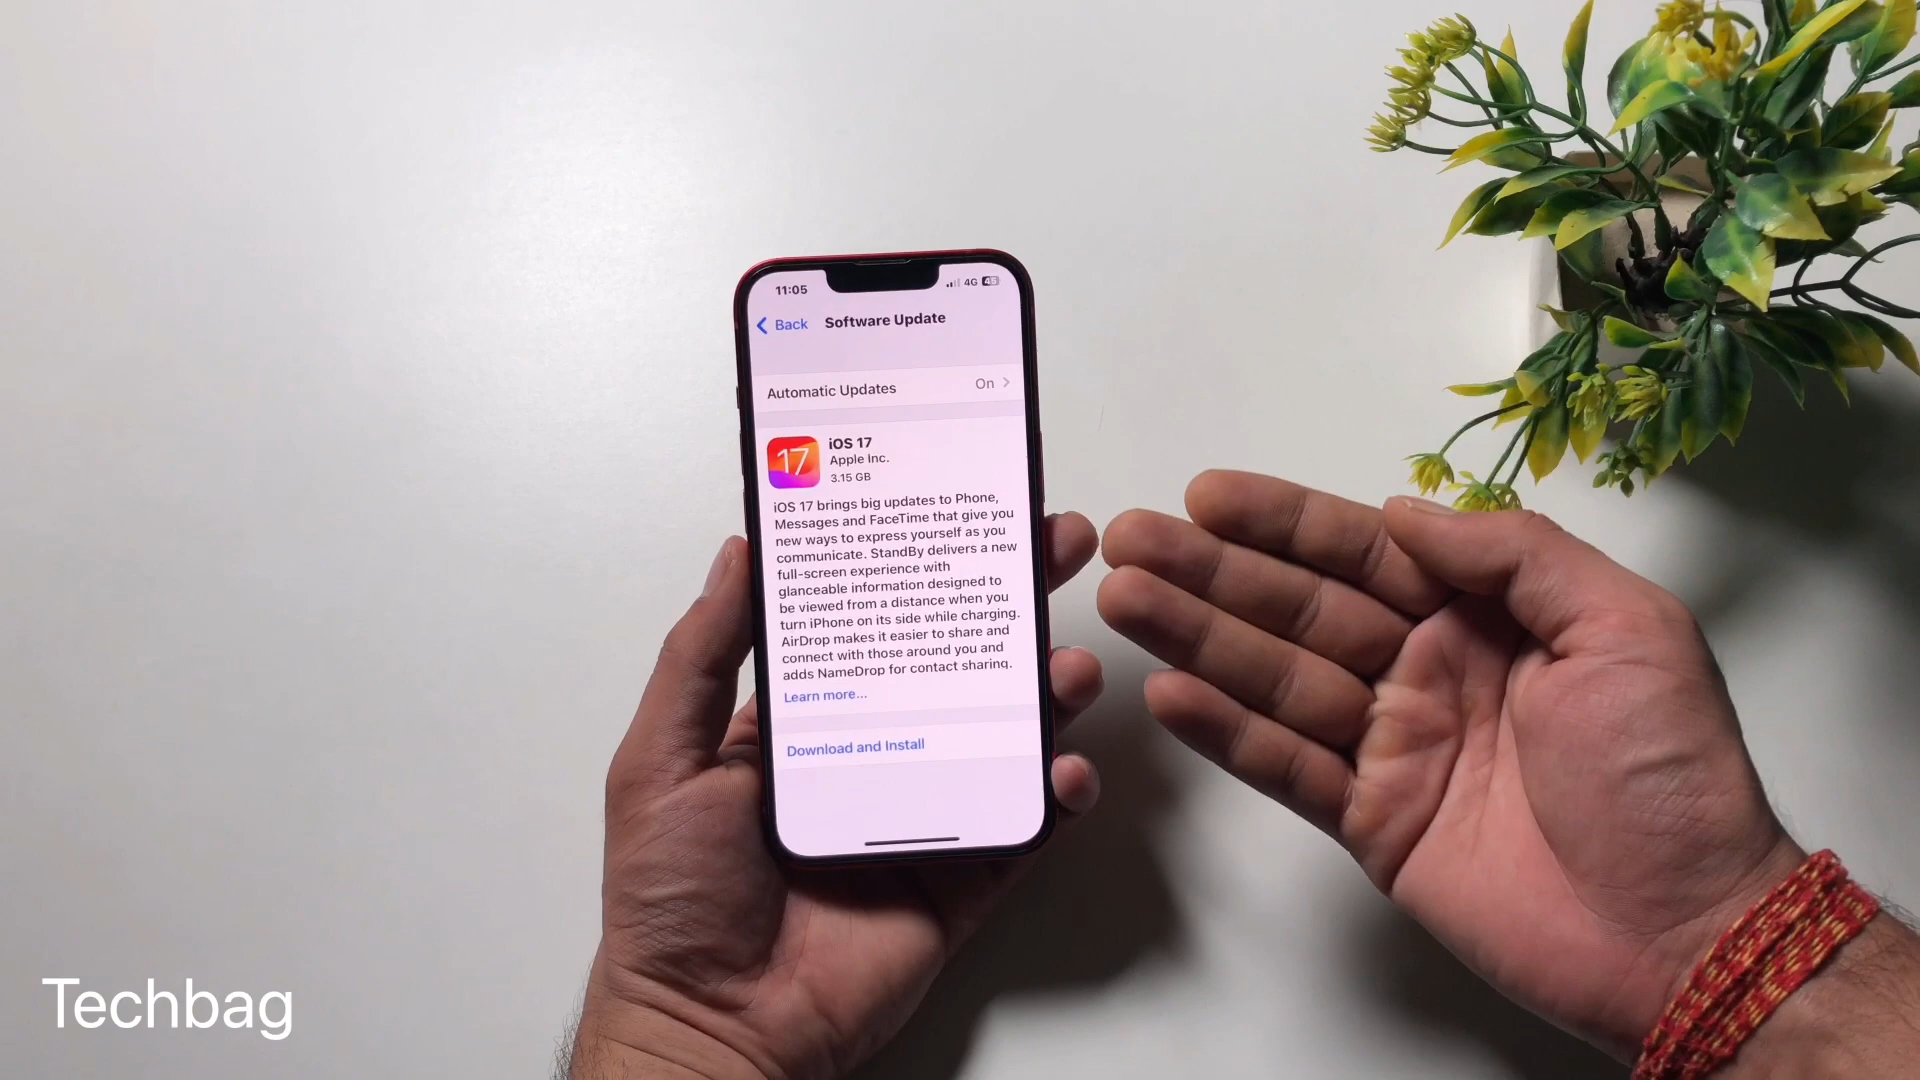 11:05
4G 45
Back
Software Update
Automatic Updates
On
iOS 17
17
Apple Inc.
3.15 GB
iOS 17 brings big updates to Phone,
Messages and FaceTime that give you
new ways to express yourself as you
communicate. StandBy delivers a new
full-screen experience with
glanceable information designed to
be viewed from a distance when you
turn iPhone on its side while charging.
AirDrop makes it easier to share and
connect with those around you and
adds NameDrop for contact sharing.
Learn more...
Download and Install
Techbag